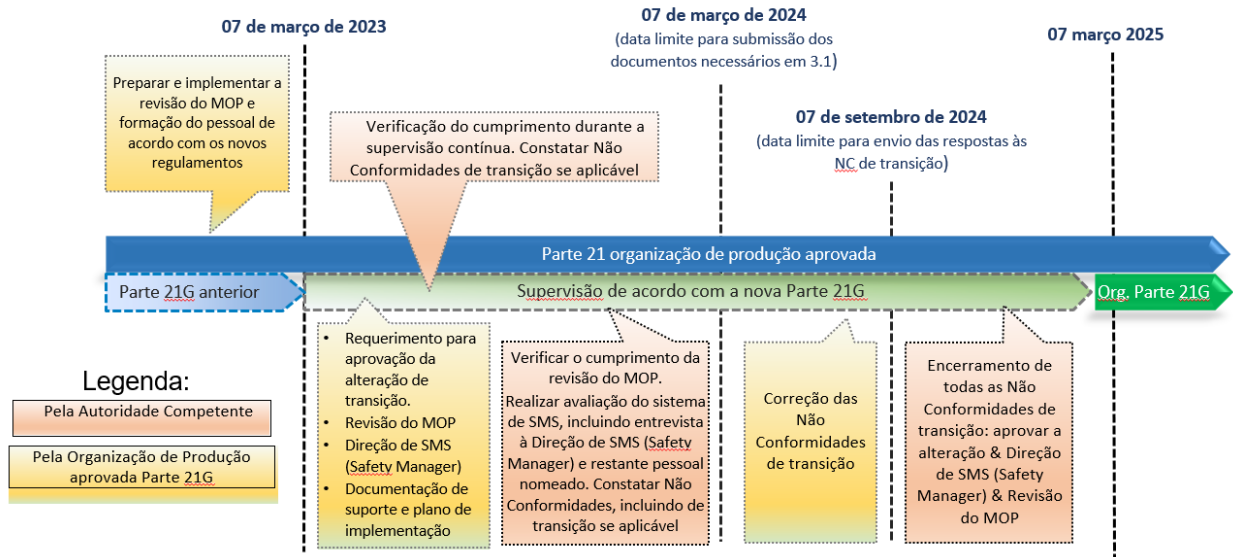 07 de março de 2023
07 de março de 2024
(data limite para submissão dos
documentos necessários em 3.1)
07 março 2025
Preparar e implementar a
revisão do MOP e
formação do pessoal de
acordo com os novos
regulamentos
Verificação do cumprimento durante a
supervisão contínua. Constatar Não
Conformidades de transição se aplicável
07 de setembro de 2024
(data limite para envio das respostas às
NC de transição)
Parte 21 organização de produção aprovada
Parte 21G anterior
Supervisão de acordo com a nova Parte 21G
Org. Parte 21G
• Requerimento para
aprovação da
alteração de
transição.
• Revisão do MOP
• Direção de SMS
(Safety Manager)
• Documentação de
suporte e plano de
implementação
Verificar o cumprimento da
revisão do MOP.
Realizar avaliação do sistema
de SMS, incluindo entrevista
à Direção de SMS (Safety
Manager) e restante pessoal
nomeado. Constatar Não
Conformidades, incluindo de
transição se aplicável
Correção das
Não
Conformidades
de transição
Encerramento de
todas as Não
Conformidades de
transição: aprovar a
alteração & Direção
de SMS (Safety
Manager) & Revisão
do MOP
Legenda:
Pela Autoridade Competente
Pela Organização de Produção
aprovada Parte 21G